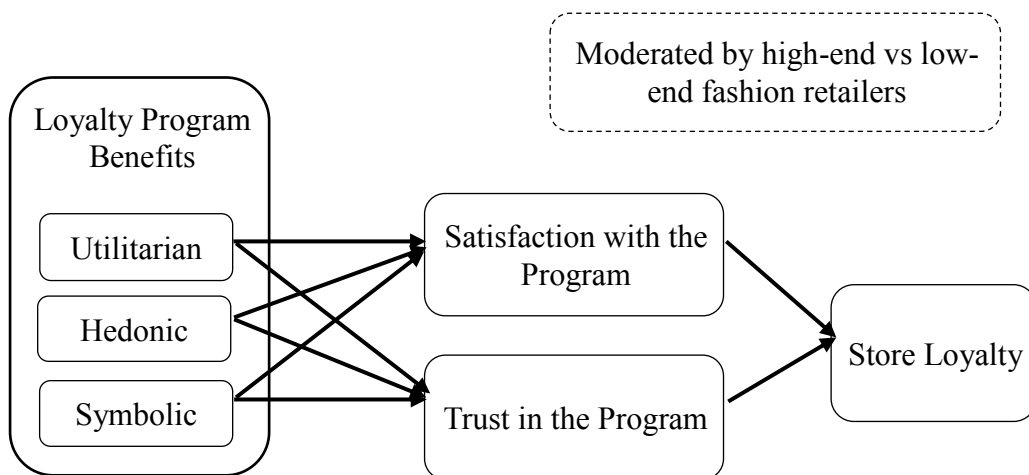 Moderated by high-end vs low-
end fashion retailers
Loyalty Program
Benefits
Utilitarian
Hedonic
Symbolic
Satisfaction with the
Program
Trust in the Program
Store Loyalty